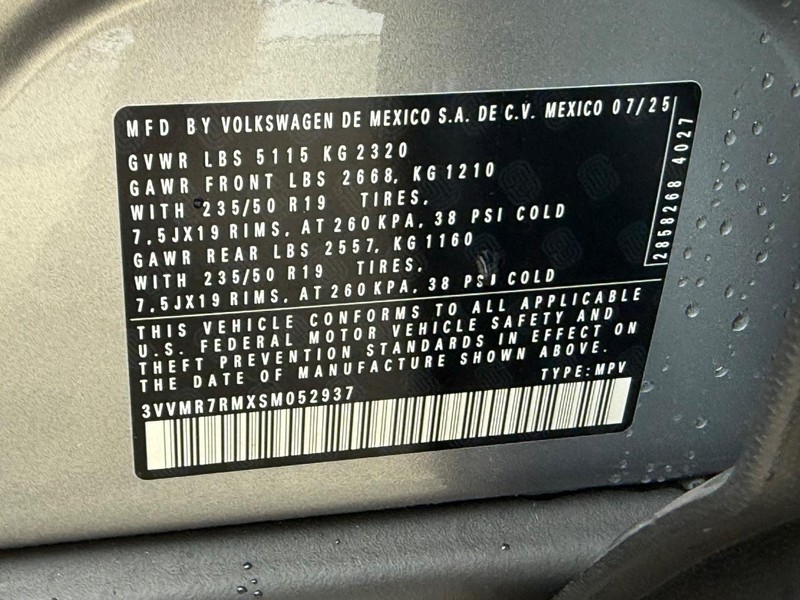 MFD BY VOLKSWAGEN DE MEXICO S.A. DE C.V. MEXICO 07/25
GVWR LBS 5115 KG 2320
GAWR FRONT LBS 2668, KG 1210
WITH 235/50 R19 TIRES,
7,5JX19 RIMS, AT 260 KPA, 38 PSI COLD
GAWR REAR LBS 2557, KG 1160
WITH 235/50 R19 TIRES,
7,5JX19 RIMS, AT 260 KPA, 38 PSI COLD
2858268 4027
THIS VEHICLE CONFORMS TO ALL APPLICABLE
U.S. FEDERAL MOTOR VEHICLE SAFETY AND
THEFT PREVENTION STANDARDS IN EFFECT ON
THE DATE OF MANUFACTURE SHOWN ABOVE.
TYPE: MPV
3VVMR7RMXSM052937